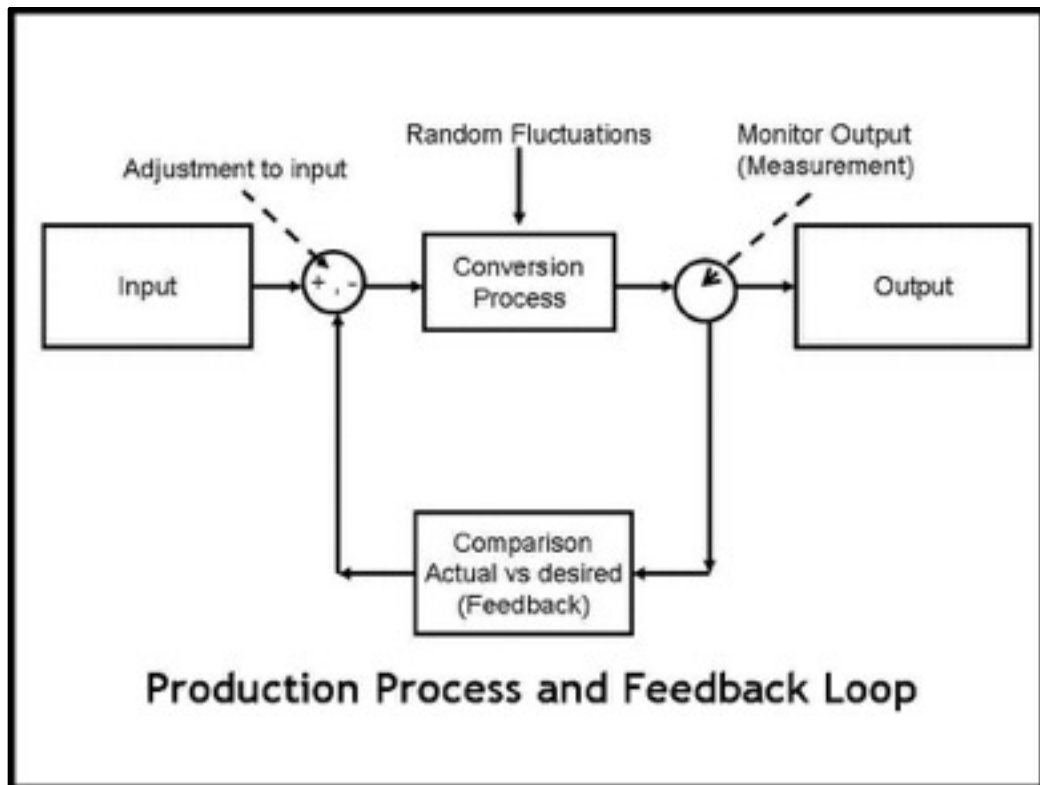 Random Fluctuations
Monitor Output
(Measurement)
Adjustment to input
Input
+ , -
Conversion
Process
Output
Comparison
Actual vs desired
(Feedback)
Production Process and Feedback Loop